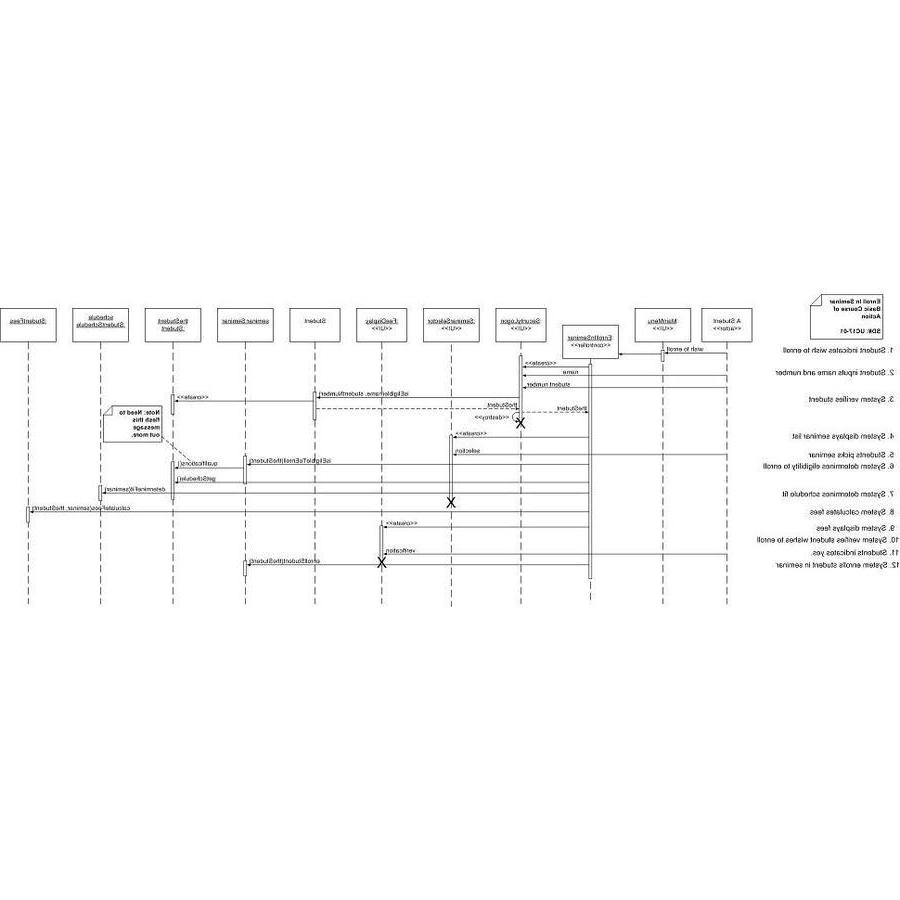 Enroll in Seminar
Basic Course of
Action
SD#: UC17-01
A Student
<<actor>>
:MainMenu
<<UI>>
:EnrollInSeminar
<<controller>>
:SecurityLogon
<<UI>>
:SeminarSelector
<<UI>>
:FeeDisplay
<<UI>>
Student
seminar:Seminar
theStudent:
Student
schedule:
StudentSchedule
:StudentFees
1. Student indicates wish to enroll
wish to enroll
<<create>>
2. Student inputs name and number
name
student number
3. System verifies student
isEligible(name, studentNumber)
<<create>>
theStudent
theStudent
<<destroy>>
Note: Need to
flesh this
message
out more.
4. System displays seminar list
<<create>>
5. Students picks seminar
selection
6. System determines eligibility to enroll
isEligibleToEnroll(theStudent)
qualifications()
getSchedule()
7. System determines schedule fit
determineFit(seminar)
8. System calculates fees
calculateFees(seminar, theStudent)
9. System displays fees
<<create>>
10. System verifies student wishes to enroll
11. Students indicates yes.
verification
12. System enrolls student in seminar
enrollStudent(theStudent)